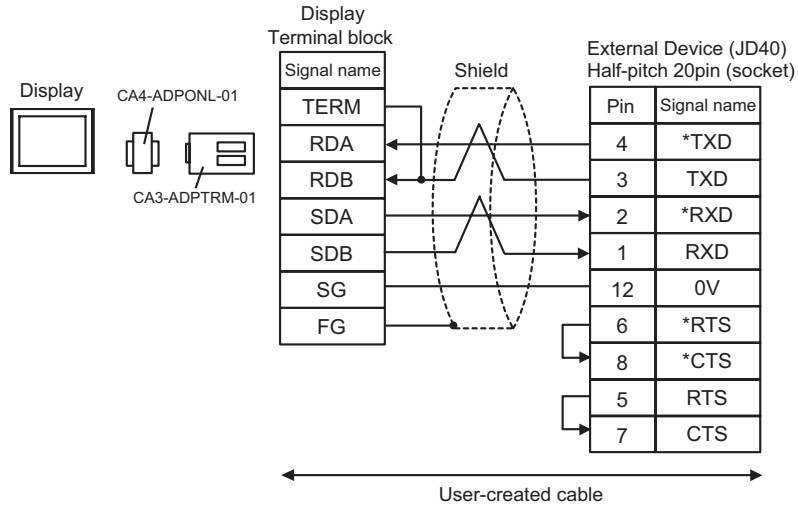 Display
Terminal block
External Device (JD40)
Half-pitch 20pin (socket)
Display
CA4-ADPONL-01
CA3-ADPTRM-01
Signal name
Shield
Pin
Signal name
TERM
RDA
4
*TXD
RDB
3
TXD
SDA
2
*RXD
SDB
1
RXD
SG
12
0V
FG
6
*RTS
8
*CTS
5
RTS
7
CTS
User-created cable